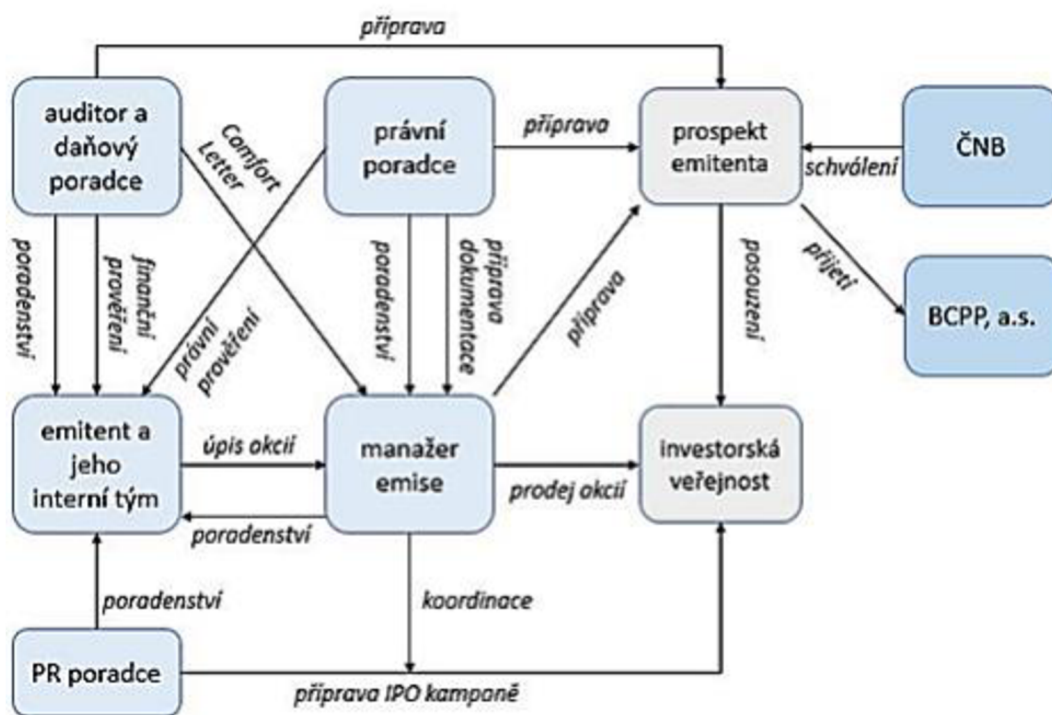 příprava
auditor a
daňový
poradce
Comfort
Letter
právní
poradce
příprava
prospekt
emitenta
schválení
ČNB
poradenství
finanční
prověření
právní
prověření
poradenství
příprava
dokumentace
příprava
posouzení
přijetí
BCPP, a.s.
emitent a
jeho
interní tým
úpis akcií
poradenství
manažer
emise
prodej akcií
investorská
veřejnost
poradenství
koordinace
PR poradce
příprava IPO kampaně